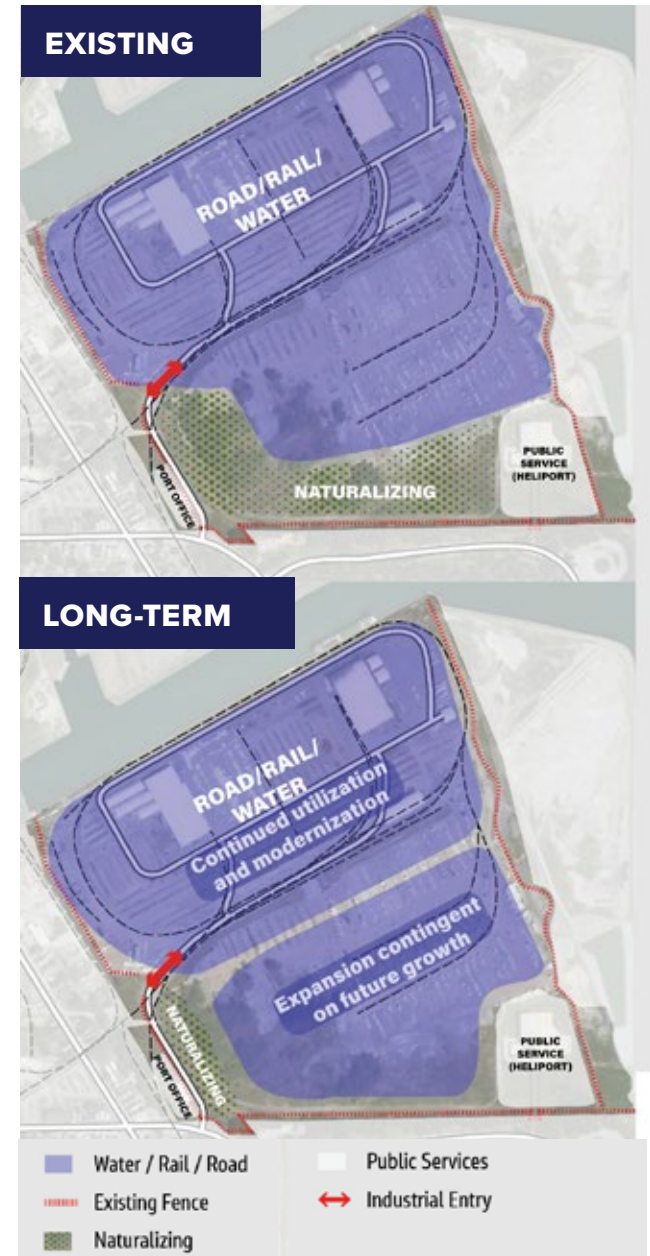 EXISTING
ROAD/RAIL/
WATER
PORT OFFICE
NATURALIZING
PUBLIC
SERVICE
(HELIPORT)
LONG-TERM
ROAD/RAIL/
WATER
Continued utilization
and modernization
Expansion contingent
on future growth
NATURALIZING
PORT OFFICE
PUBLIC
SERVICE
(HELIPORT)
Water / Rail / Road
Public Services
Existing Fence
Industrial Entry
Naturalizing